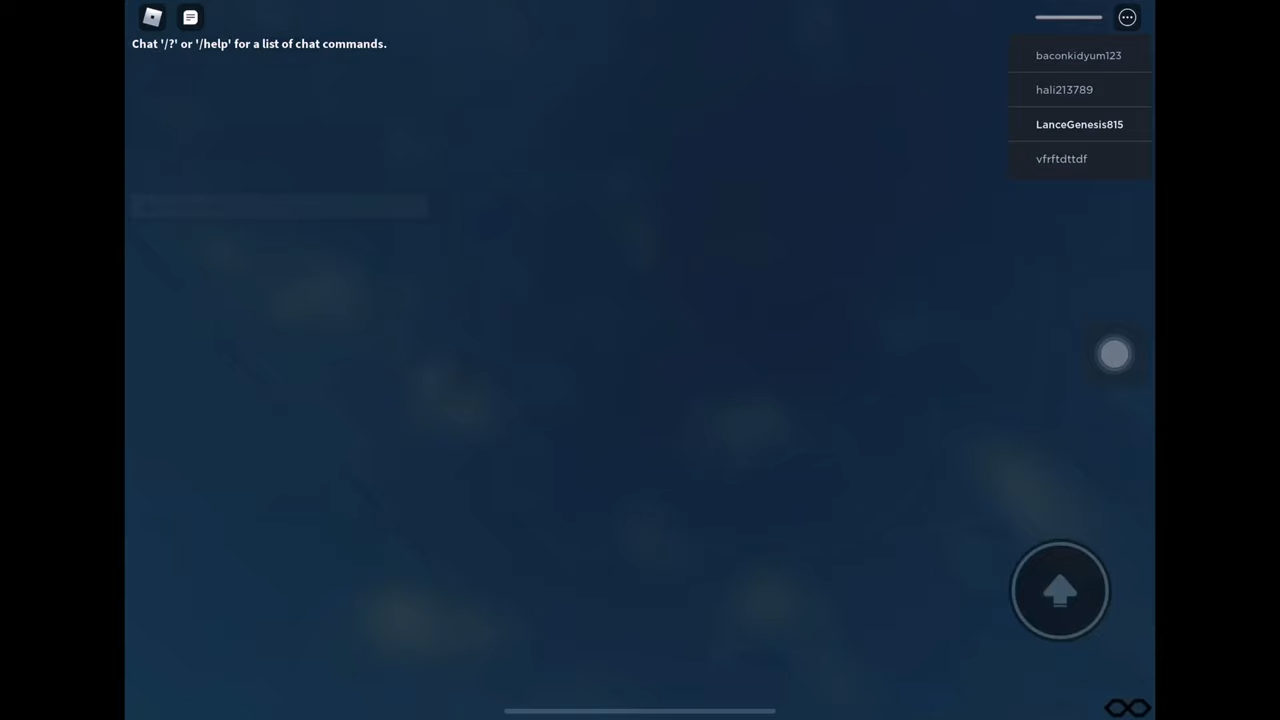 Chat '/?' or '/help' for a list of chat commands.
baconkidyum123
hali213789
LanceGenesis815
vfrftdttdf